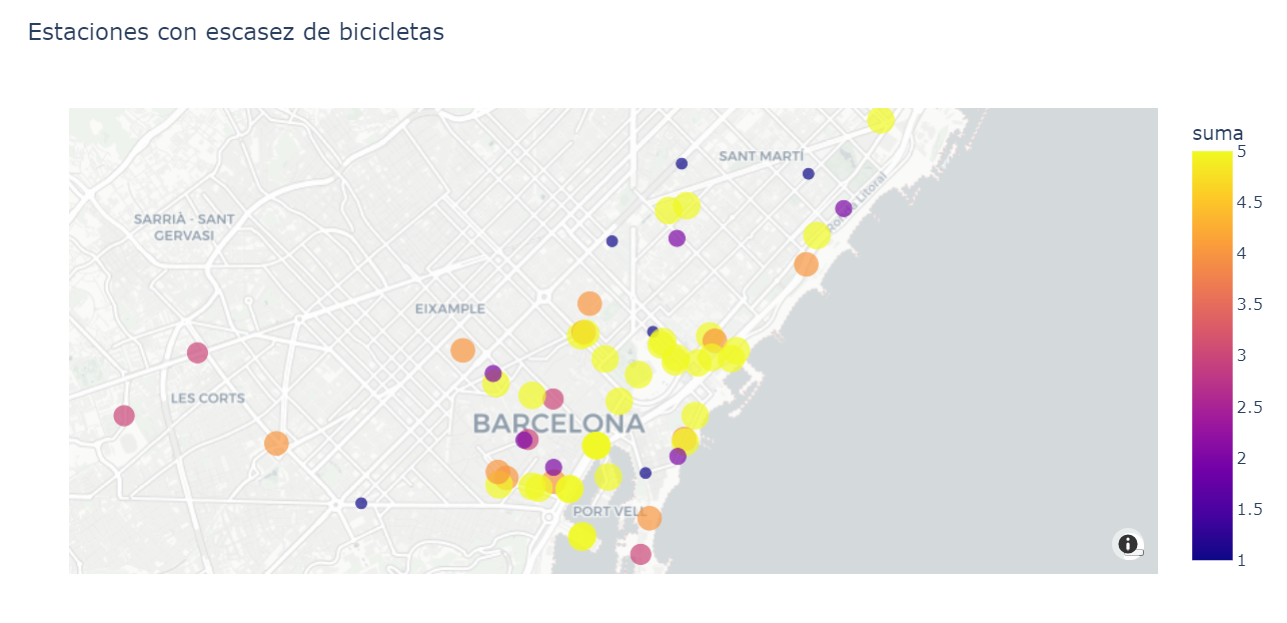 Estaciones con escasez de bicicletas
suma
SANT MARTÍ
SARRIÀ - SANT
GERVASI
Litoral
EIXAMPLE
LES CORTS
BARCELONA
PORT VELL
5
4.5
4
3.5
3
2.5
2
1.5
1